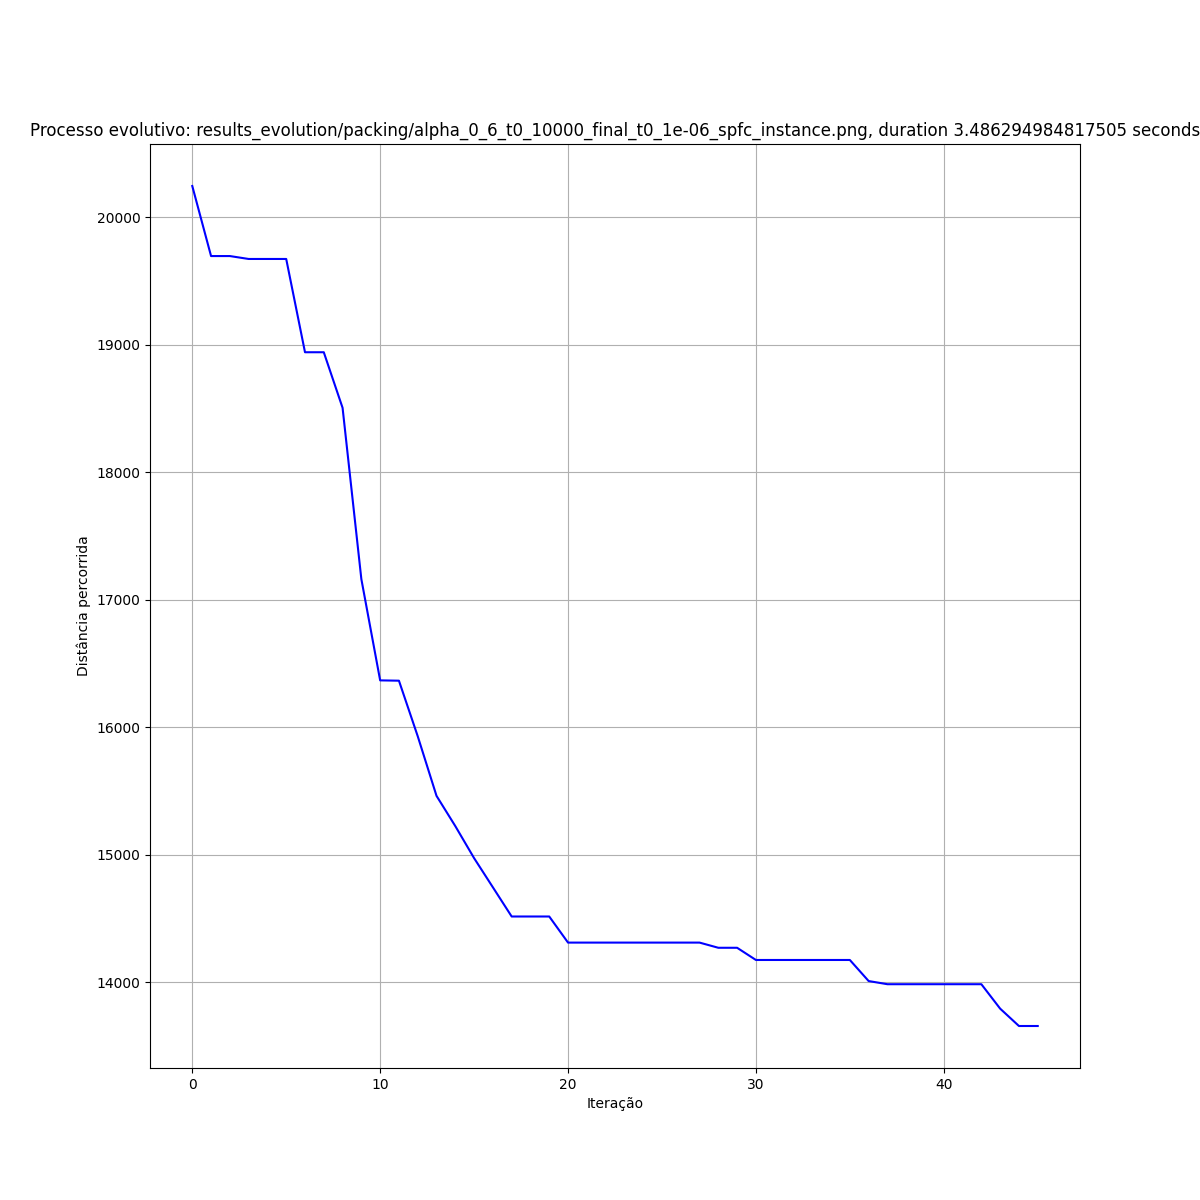 Processo evolutivo: results_evolution/packing/alpha_0_6_t0_10000_final_t0_1e-06_spfc_instance.png, duration 3.486294984817505 seconds
20000
19000
18000
17000
16000
15000
14000
Distância percorrida
0 10 20 30 40
Iteração